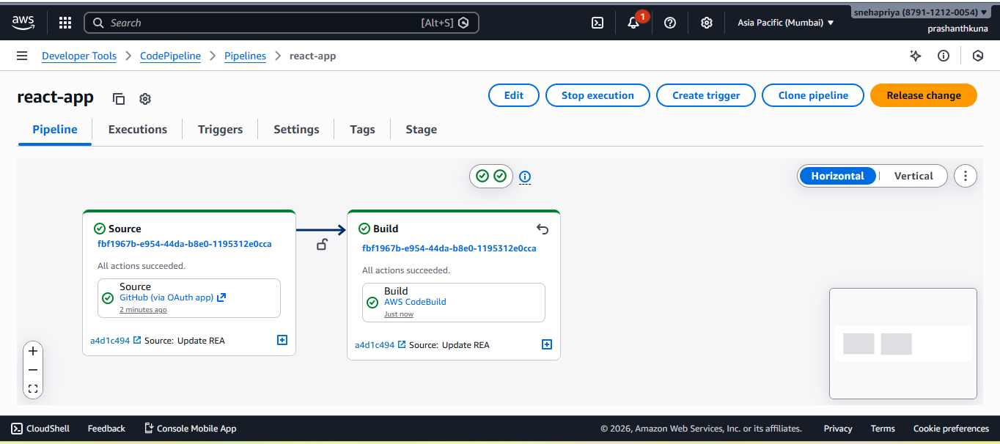 aws
Search [Alt+S]
1
Asia Pacific (Mumbai) ▼
snehapriya (8791-1212-0054) ▼
prashanthkuna
Developer Tools > CodePipeline > Pipelines > react-app
react-app
Edit
Stop execution
Create trigger
Clone pipeline
Release change
Pipeline
Executions
Triggers
Settings
Tags
Stage
Horizontal
Vertical
Source
fbf1967b-e954-44da-b8e0-1195312e0cca
All actions succeeded.
Source
GitHub (via OAuth app)
2 minutes ago
a4d1c494 Source: Update REA
Build
fbf1967b-e954-44da-b8e0-1195312e0cca
All actions succeeded.
Build
AWS CodeBuild
Just now
a4d1c494 Source: Update REA
CloudShell
Feedback
Console Mobile App
© 2026, Amazon Web Services, Inc. or its affiliates.
Privacy
Terms
Cookie preferences